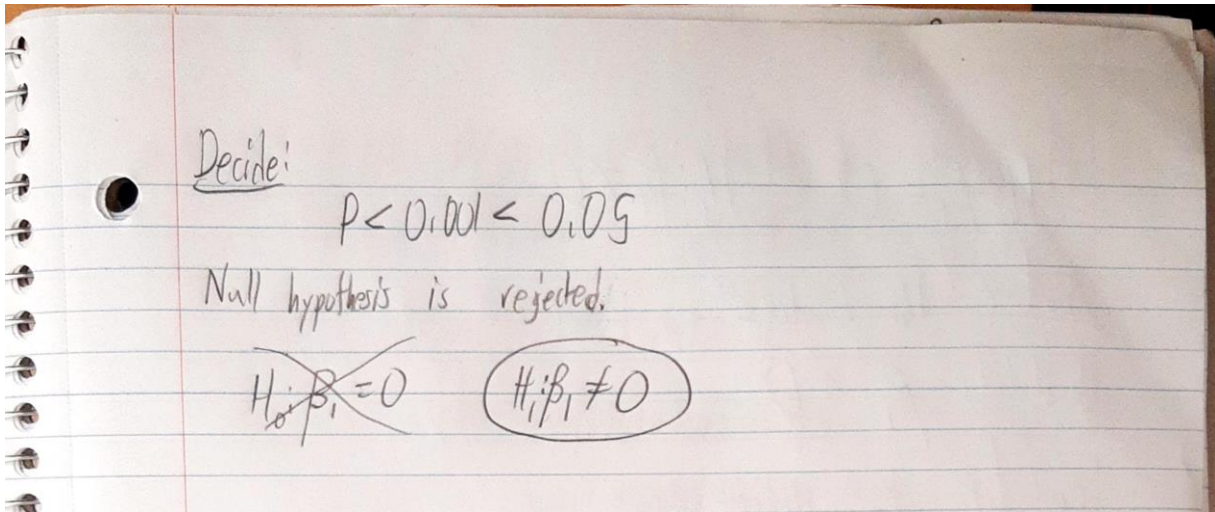 Decide:
P < 0.001 < 0.05
Null hypothesis is rejected.
H₀: β₁ = 0 H₁: β₁ ≠ 0